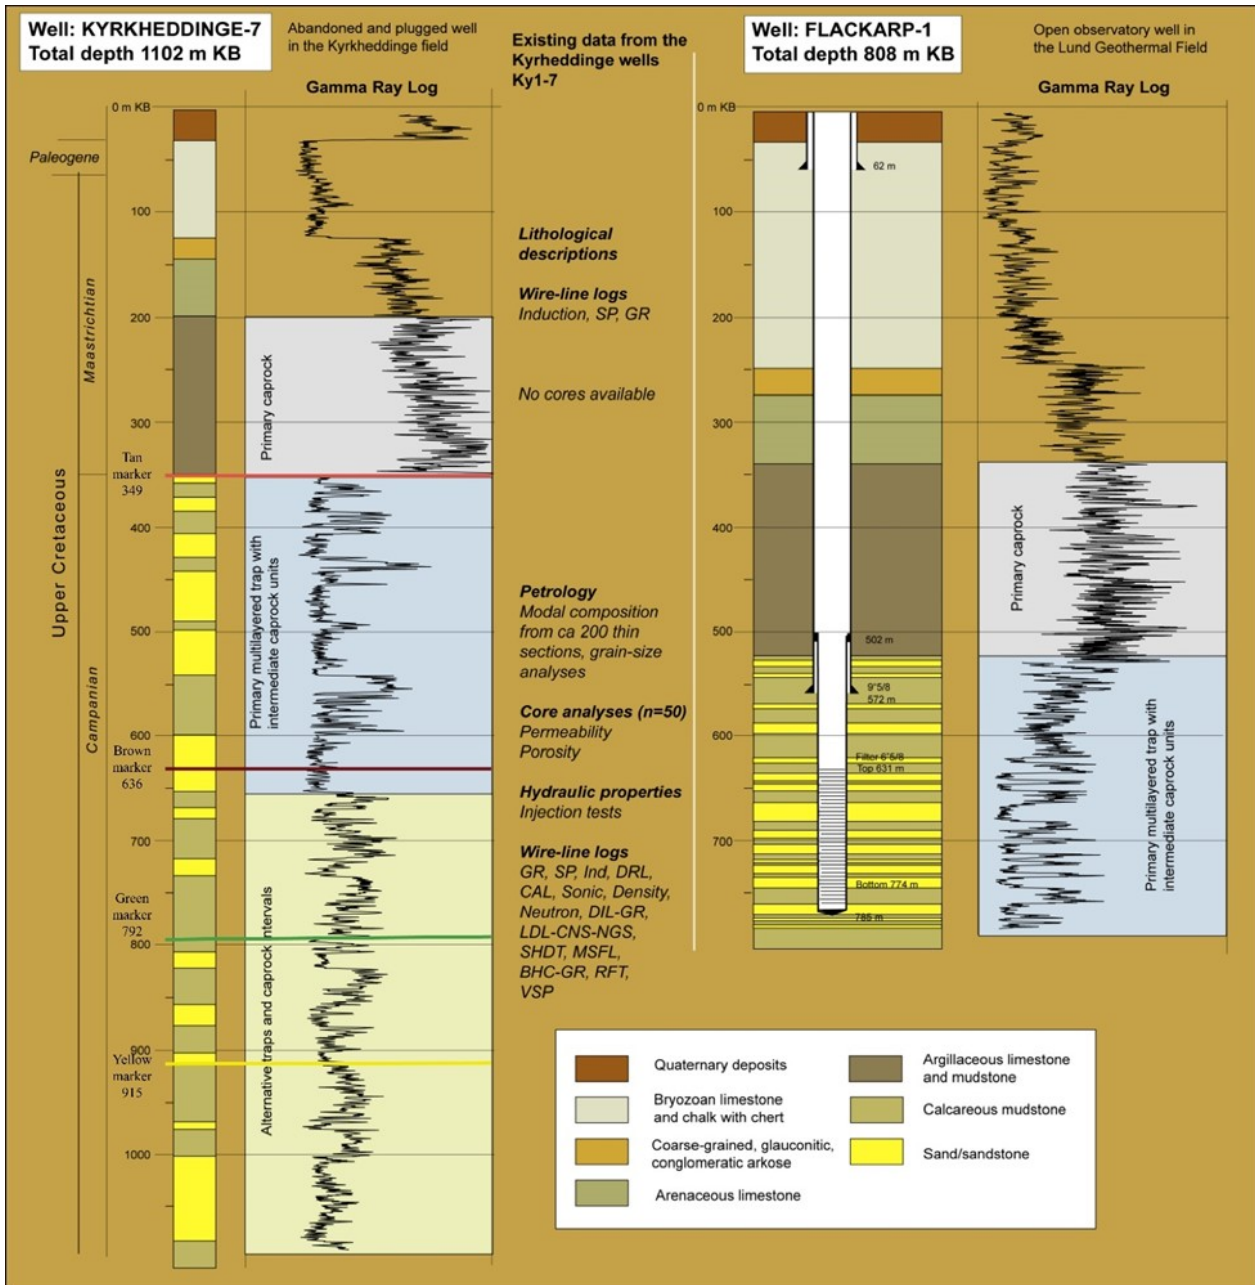 Well: KYRKHEDDINGE-7
Total depth 1102 m KB
Abandoned and plugged well
in the Kyrkheddinge field
Gamma Ray Log
0 m KB
100
200
300
400
500
600
700
800
900
1000
Paleogene
Maastrichtian
Upper Cretaceous
Campanian
Tan
marker
349
Brown
marker
636
Green
marker
792
Yellow
marker
915
Primary caprock
Primary multilayered trap with
intermediate caprock units
Alternative traps and caprock intervals
Existing data from the
Kyrheddinge wells
Ky1-7
Lithological
descriptions
Wire-line logs
Induction, SP, GR
No cores available
Petrology
Modal composition
from ca 200 thin
sections, grain-size
analyses
Core analyses (n=50)
Permeability
Porosity
Hydraulic properties
Injection tests
Wire-line logs
GR, SP, Ind, DRL,
CAL, Sonic, Density,
Neutron, DIL-GR,
LDL-CNS-NGS,
SHDT, MSFL,
BHC-GR, RFT,
VSP
Well: FLACKARP-1
Total depth 808 m KB
Open observatory well in
the Lund Geothermal Field
Gamma Ray Log
0 m KB
100
200
300
400
500
600
700
62 m
502 m
9"5/8
572 m
Filter 6"5/8
Top 631 m
Bottom 774 m
785 m
Primary caprock
Primary multilayered trap with
intermediate caprock units
Quaternary deposits
Bryozoan limestone
and chalk with chert
Coarse-grained, glauconitic,
conglomeratic arkose
Arenaceous limestone
Argillaceous limestone
and mudstone
Calcareous mudstone
Sand/sandstone